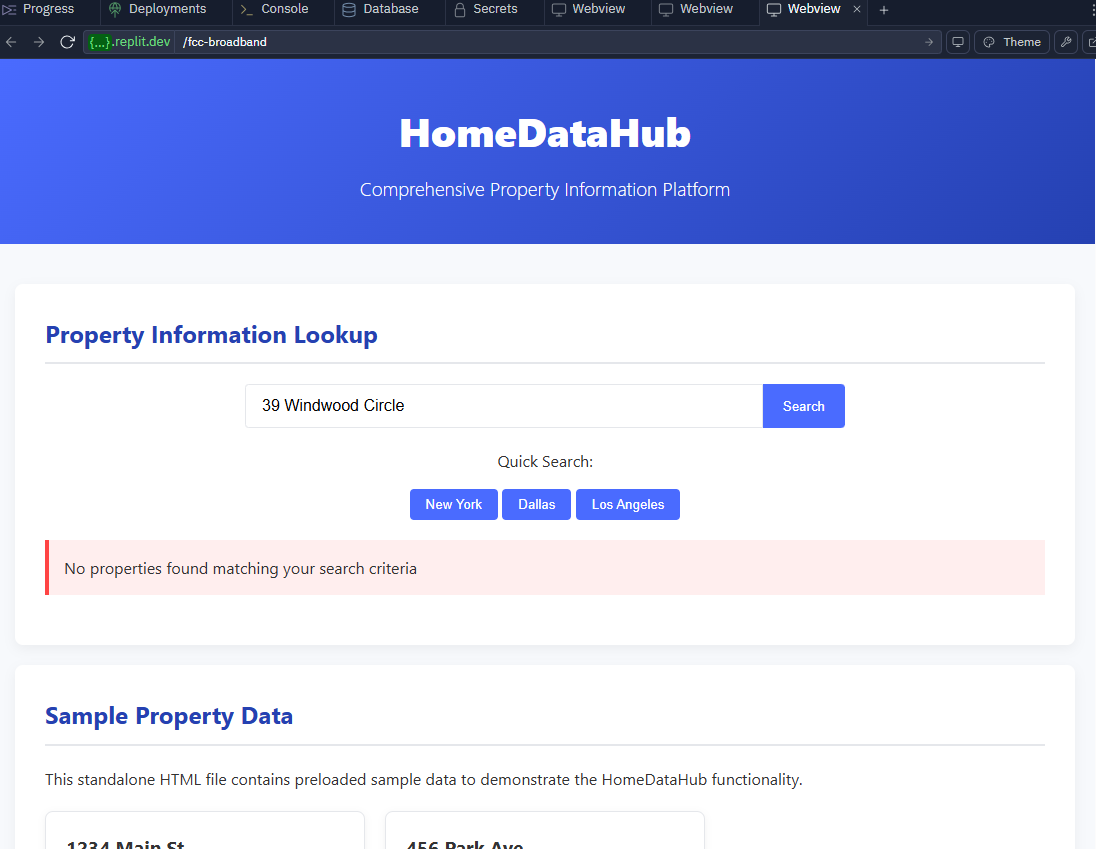 Progress Deployments Console Database Secrets Webview Webview Webview
{...}.replit.dev /fcc-broadband Theme
HomeDataHub
Comprehensive Property Information Platform
Property Information Lookup
39 Windwood Circle Search
Quick Search:
New York Dallas Los Angeles
No properties found matching your search criteria
Sample Property Data
This standalone HTML file contains preloaded sample data to demonstrate the HomeDataHub functionality.
1234 Main St 456 Park Ave